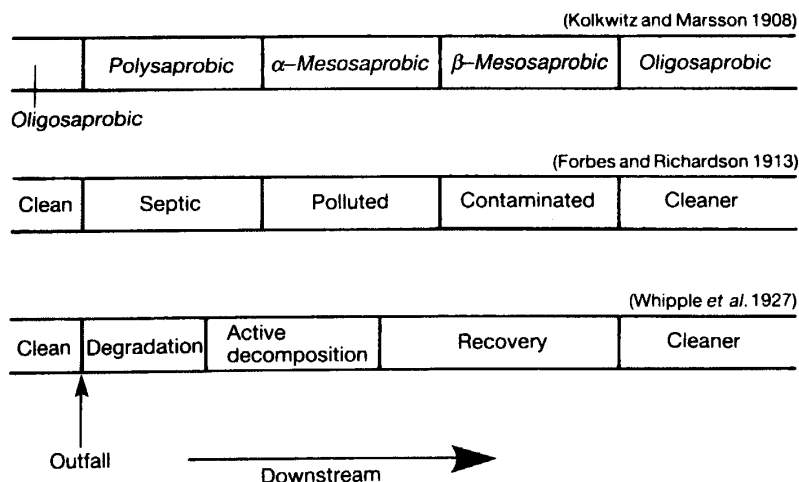 (Kolkwitz and Marsson 1908)
Polysaprobic α–Mesosaprobic β–Mesosaprobic Oligosaprobic
Oligosaprobic
(Forbes and Richardson 1913)
Clean Septic Polluted Contaminated Cleaner
(Whipple et al. 1927)
Clean Degradation Active decomposition Recovery Cleaner
Outfall
Downstream